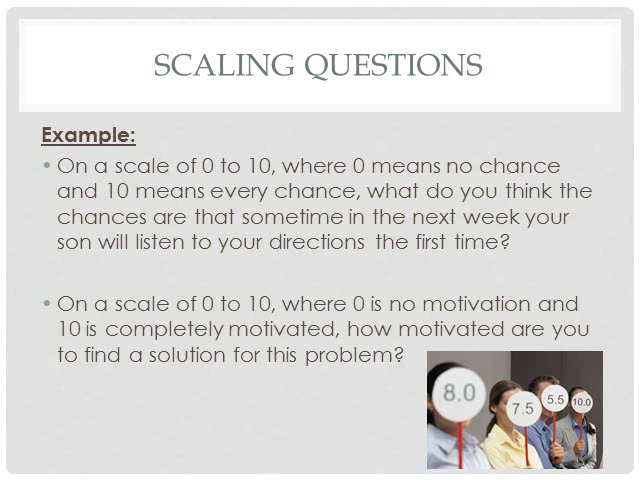 SCALING QUESTIONS
Example:
• On a scale of 0 to 10, where 0 means no chance
and 10 means every chance, what do you think the
chances are that sometime in the next week your
son will listen to your directions the first time?
• On a scale of 0 to 10, where 0 is no motivation and
10 is completely motivated, how motivated are you
to find a solution for this problem?
8.0
7.5
5.5
10.0